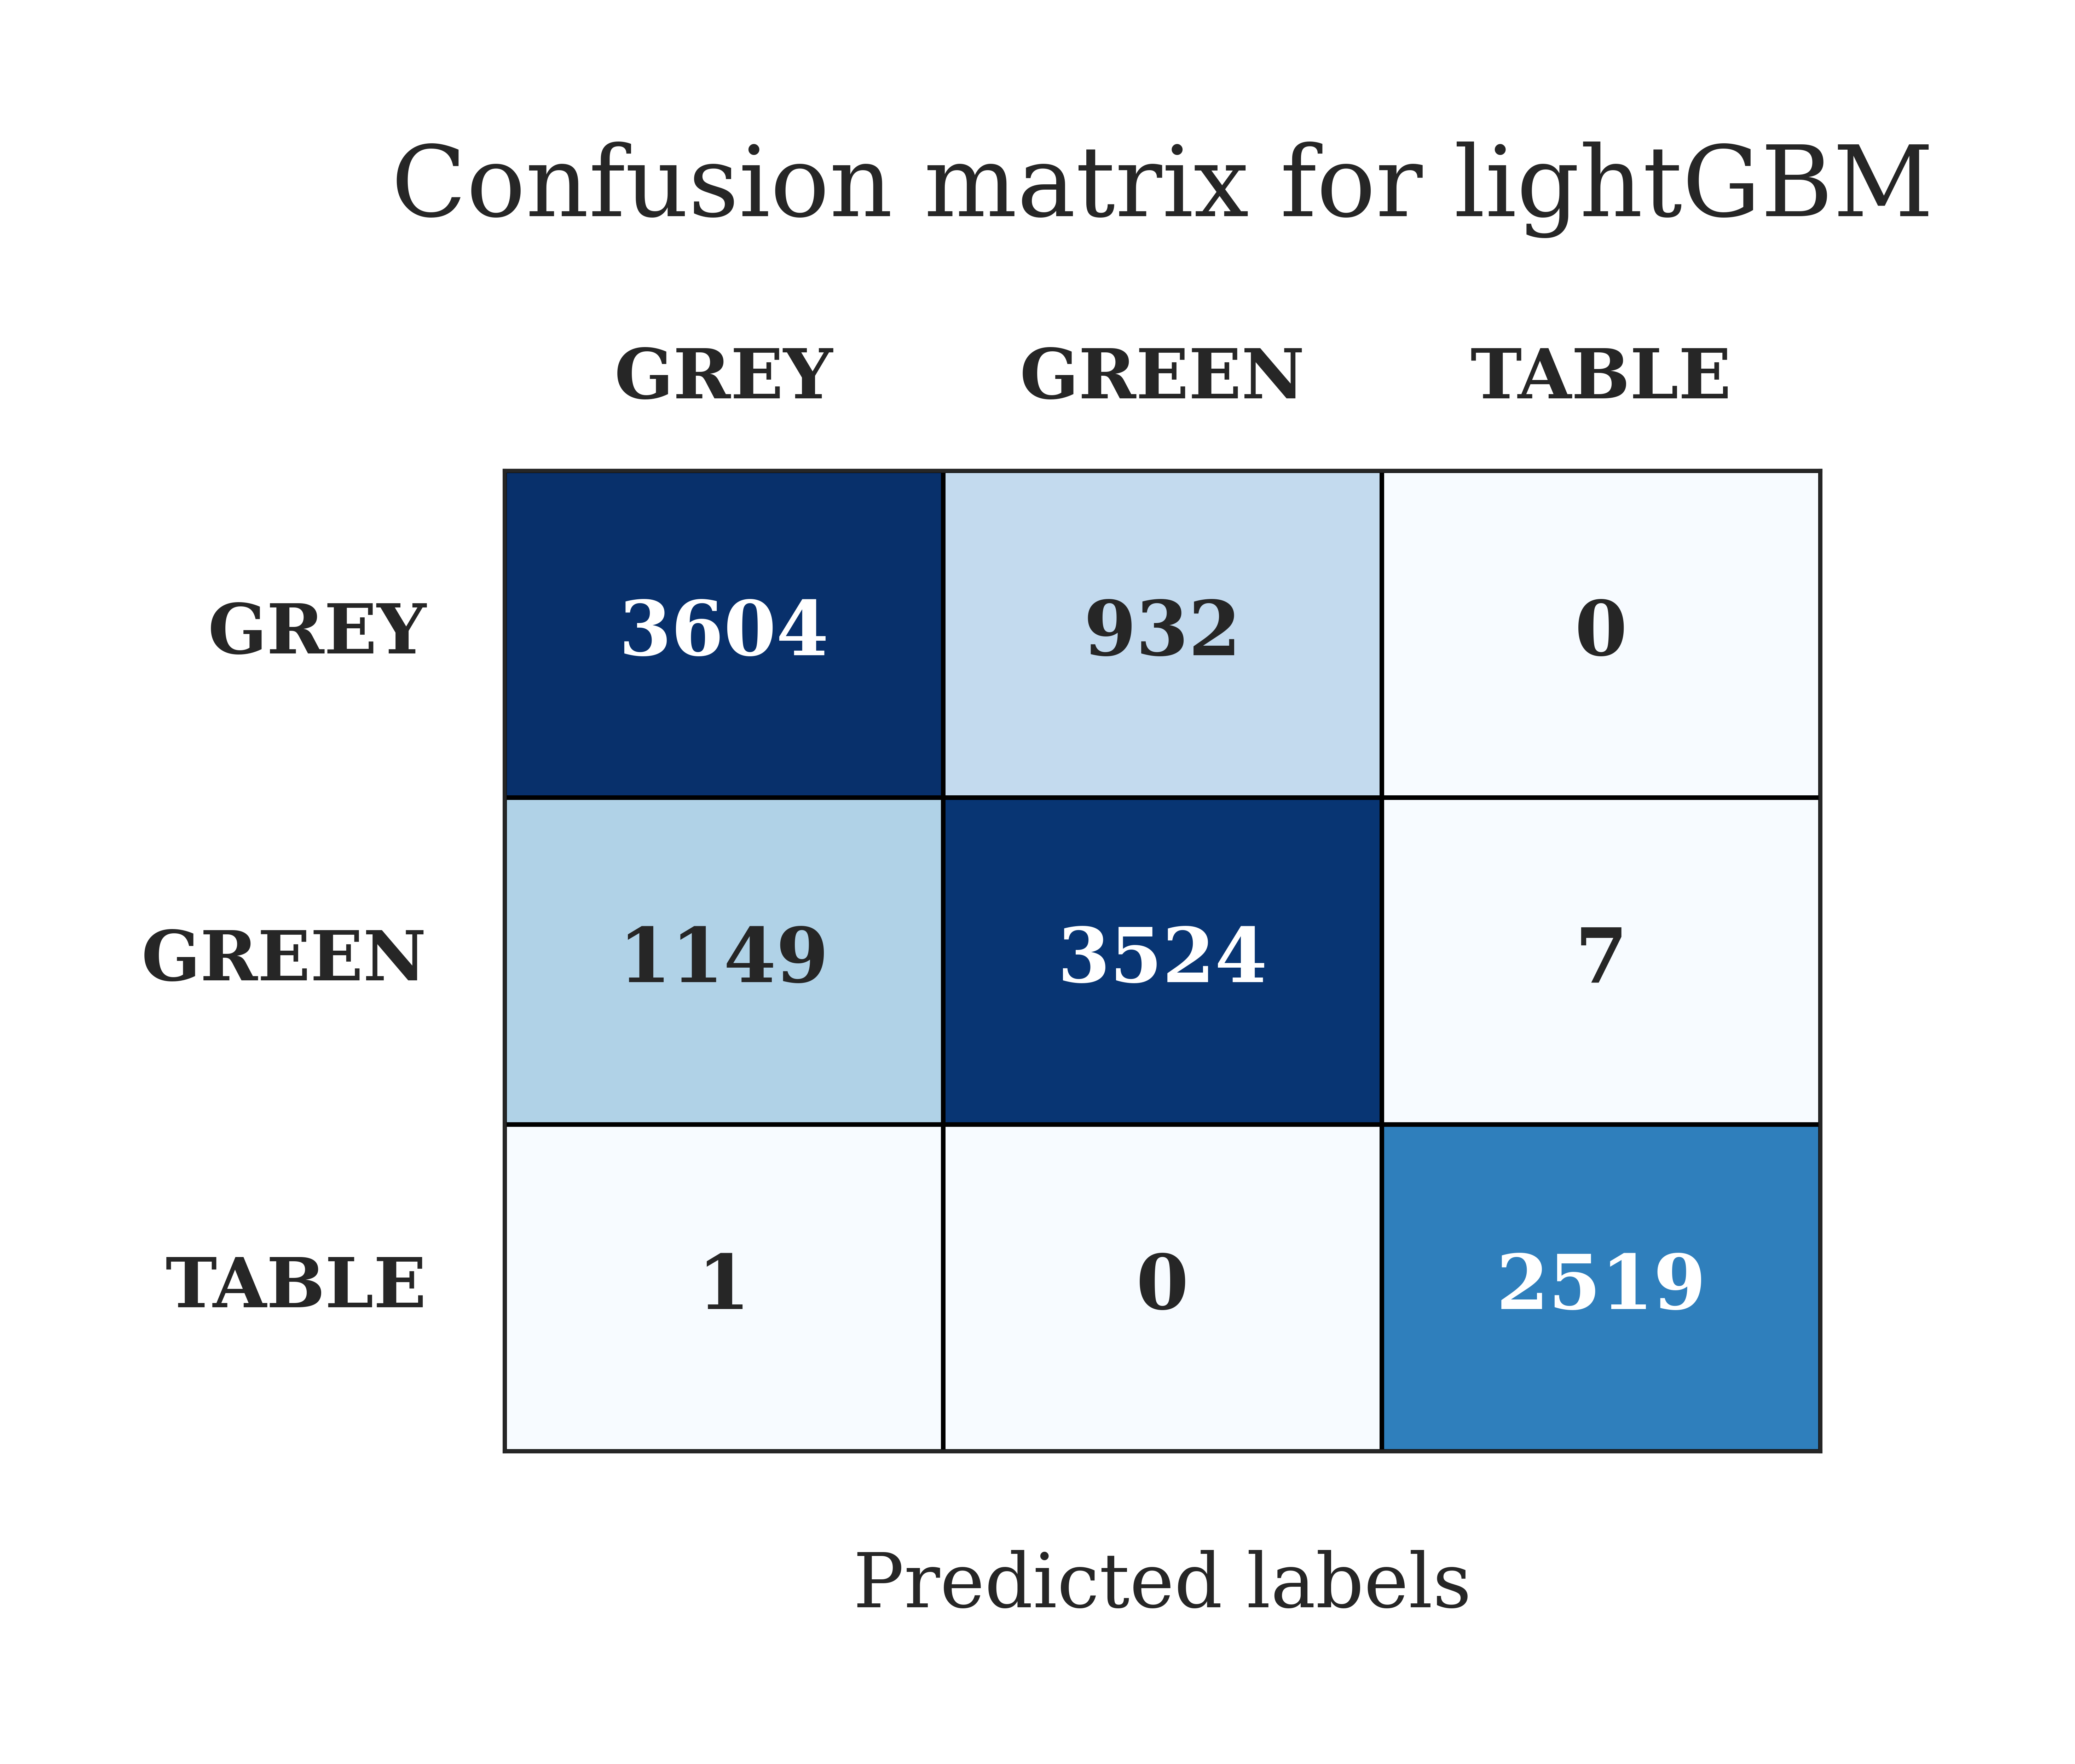 Confusion matrix for lightGBM
GREY GREEN TABLE
GREY 3604 932 0
GREEN 1149 3524 7
TABLE 1 0 2519
Predicted labels